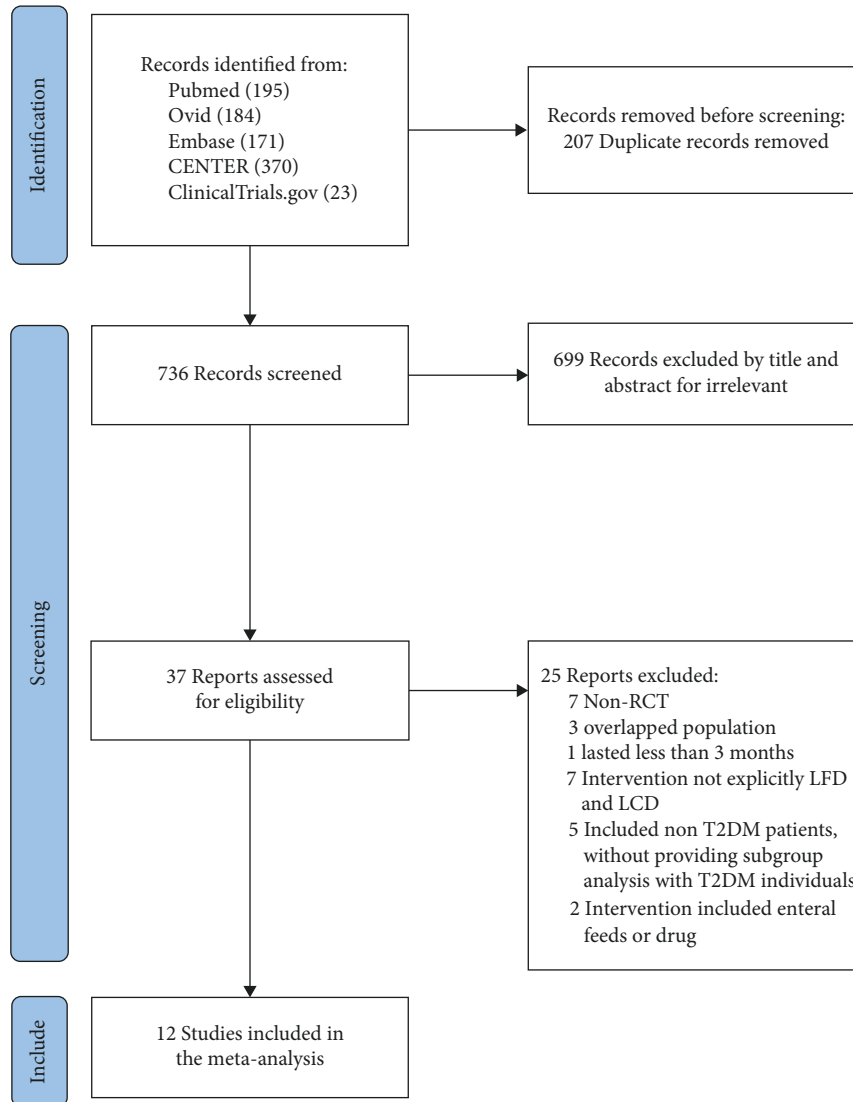 Identification
Records identified from:
Pubmed (195)
Ovid (184)
Embase (171)
CENTER (370)
ClinicalTrials.gov (23)
Records removed before screening:
207 Duplicate records removed
Screening
736 Records screened
699 Records excluded by title and
abstract for irrelevant
37 Reports assessed
for eligibility
25 Reports excluded:
7 Non-RCT
3 overlapped population
1 lasted less than 3 months
7 Intervention not explicitly LFD
and LCD
5 Included non T2DM patients,
without providing subgroup
analysis with T2DM individuals
2 Intervention included enteral
feeds or drug
Include
12 Studies included in
the meta-analysis